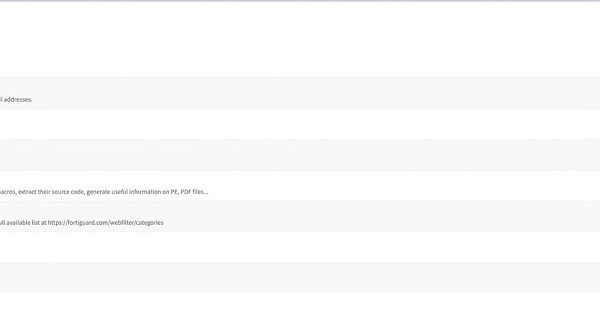 l addresses.
acros, extract their source code, generate useful information on PE, PDF files...
ull available list at https://fortiguard.com/webfilter/categories